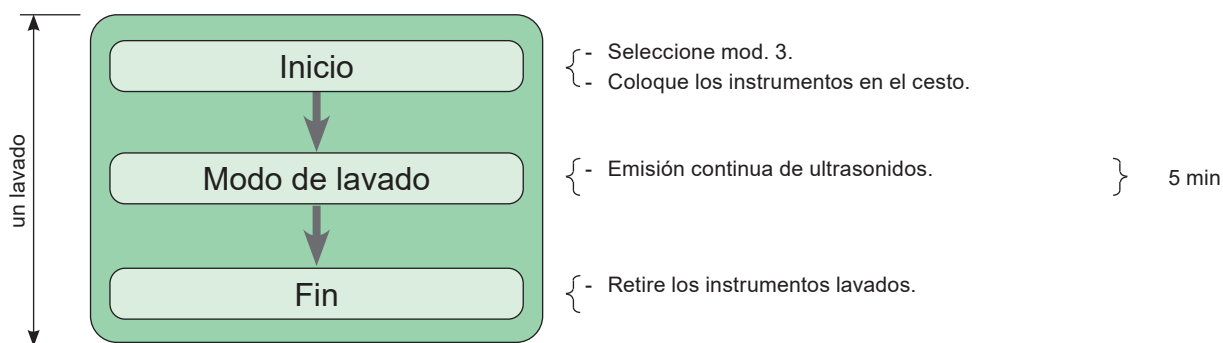 un lavado
Inicio
- Seleccione mod. 3.
- Coloque los instrumentos en el cesto.
Modo de lavado
- Emisión continua de ultrasonidos.
5 min
Fin
- Retire los instrumentos lavados.